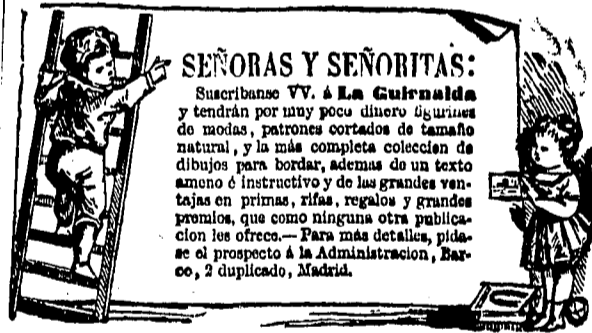 SEÑORAS Y SEÑORITAS:
Suscribanse VV. á La Guirnalda
y tendrán por muy poco dinero figurines
de modas, patrones cortados de tamaño
natural, y la más completa coleccion de
dibujos para bordar, ademas de un texto
ameno é instructivo y de las grandes ven-
tajas en primas, rifas, regalos y grandes
premios, que como ninguna otra publica-
cion les ofrece.—Para más detalles, pida-
se el prospecto á la Administracion, Bar-
co, 2 duplicado, Madrid.